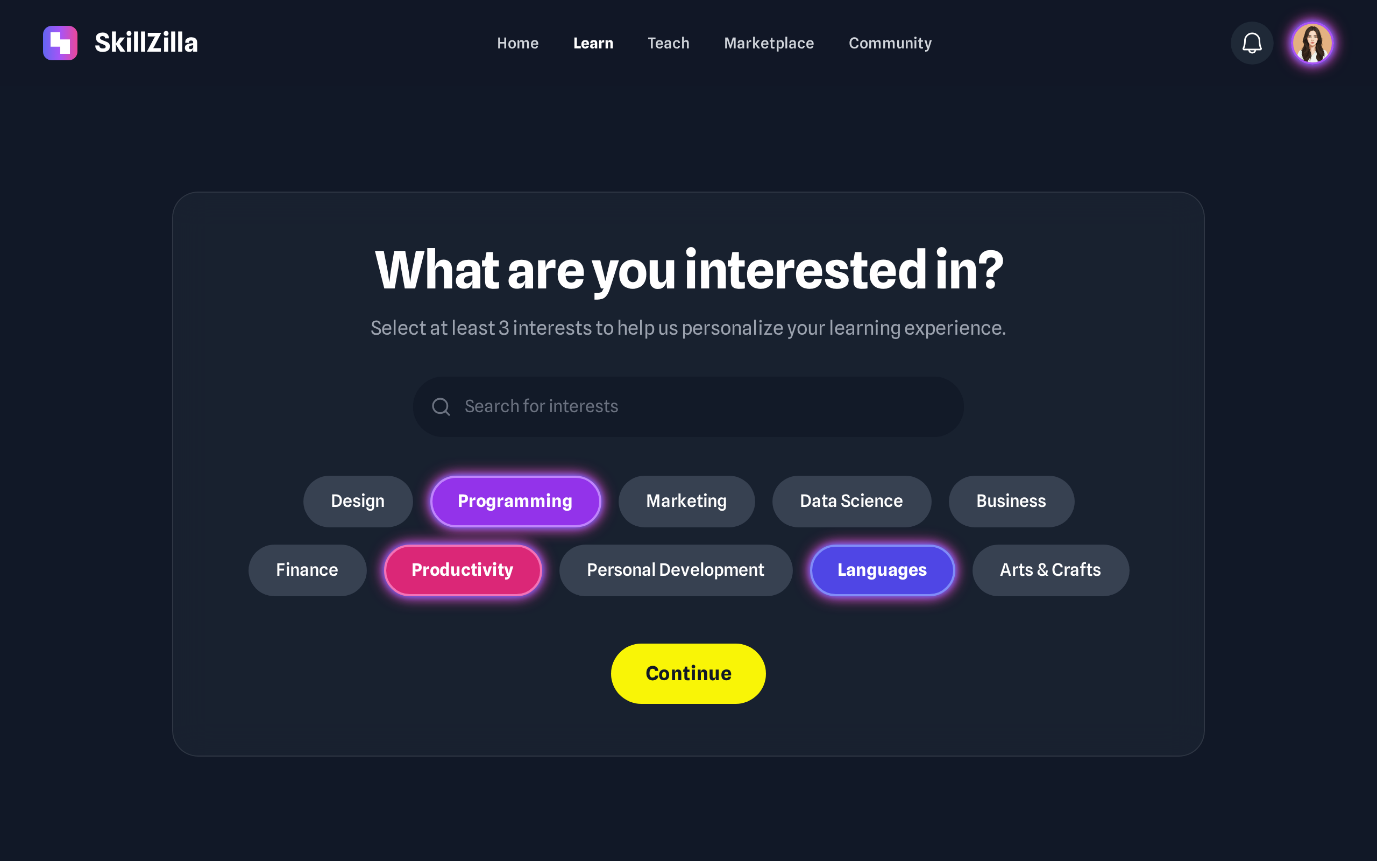 SkillZilla
Home Learn Teach Marketplace Community
What are you interested in?
Select at least 3 interests to help us personalize your learning experience.
Search for interests
Design Programming Marketing Data Science Business
Finance Productivity Personal Development Languages Arts & Crafts
Continue